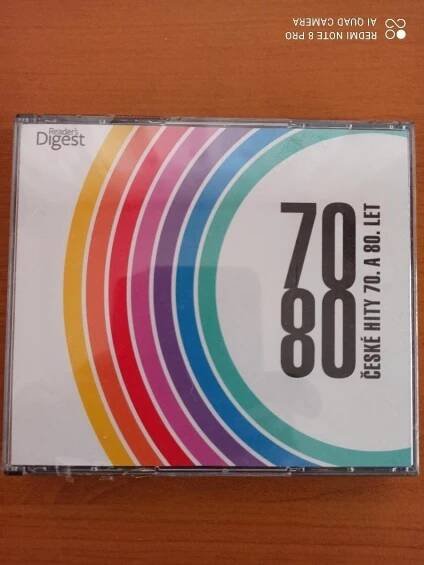 REDMI NOTE 8 PRO
AI QUAD CAMERA
Reader's
Digest
70
80
ČESKÉ HITY 70. A 80. LET